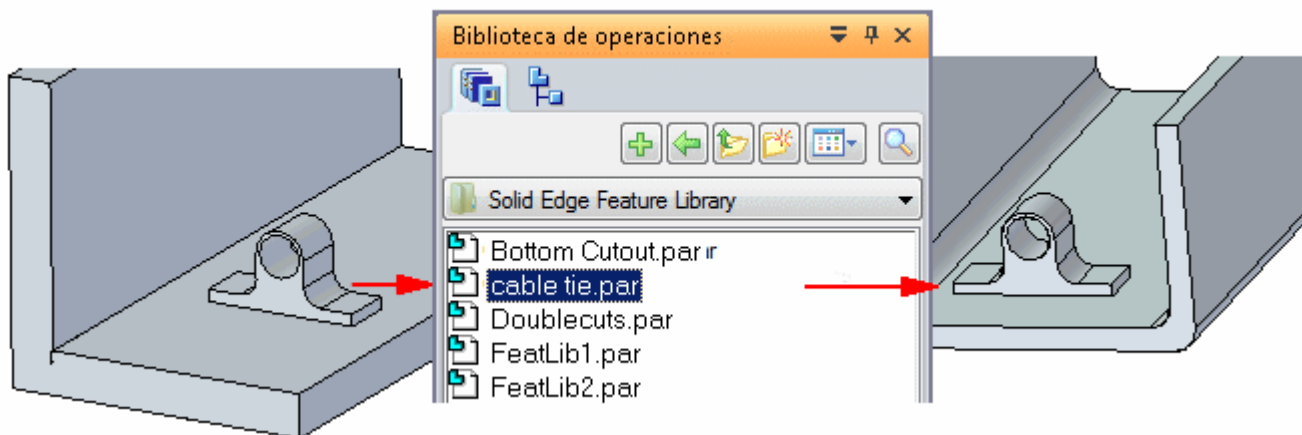 Biblioteca de operaciones
Solid Edge Feature Library
Bottom Cutout.par
cable tie.par
Doublecuts.par
FeatLib1.par
FeatLib2.par